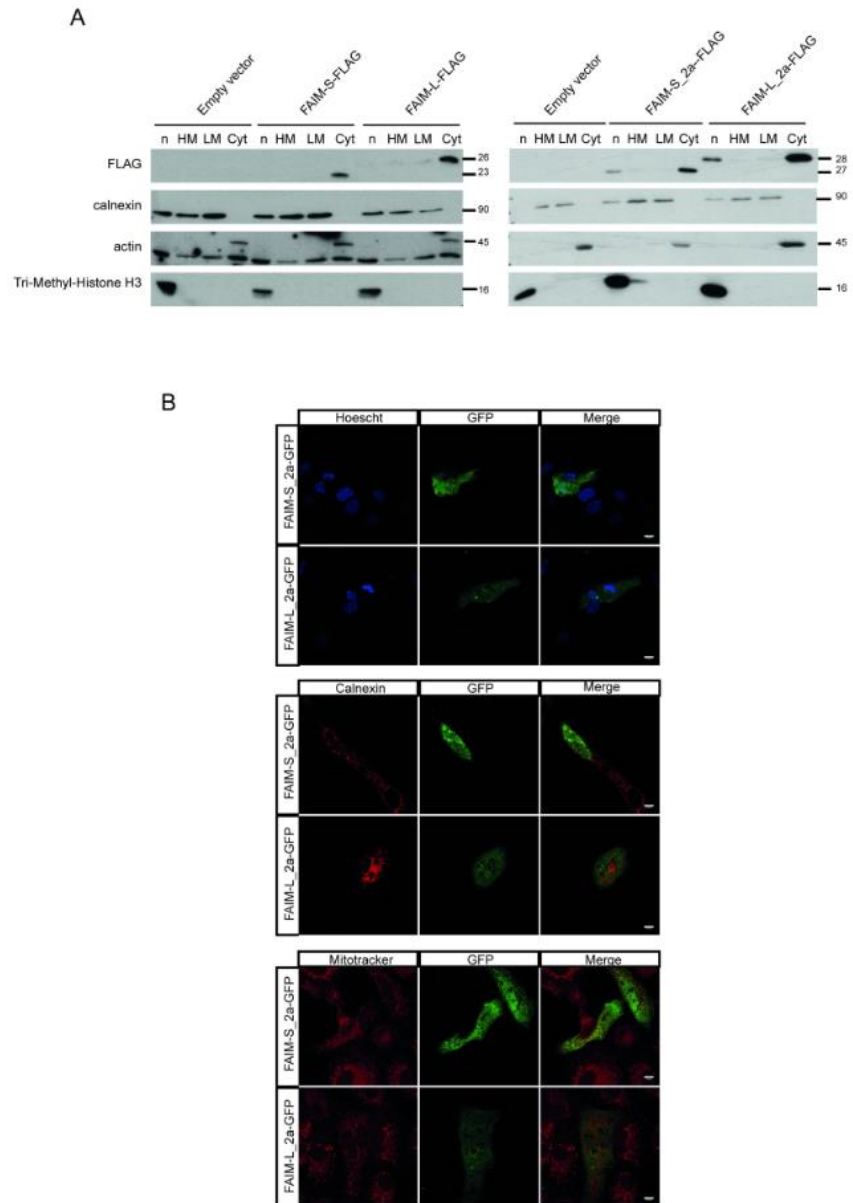 A
Empty vector
FAIM-S-FLAG
FAIM-L-FLAG
Empty vector
FAIM-S_2a--FLAG
FAIM-L_2a-FLAG
n HM LM Cyt n HM LM Cyt n HM LM Cyt
n HM LM Cyt n HM LM Cyt n HM LM Cyt
FLAG
26
23
28
27
calnexin
90
90
actin
45
45
Tri-Methyl-Histone H3
16
16
B
Hoescht GFP Merge
FAIM-S_2a-GFP
FAIM-L_2a-GFP
Calnexin GFP Merge
FAIM-S_2a-GFP
FAIM-L_2a-GFP
Mitotracker GFP Merge
FAIM-S_2a-GFP
FAIM-L_2a-GFP